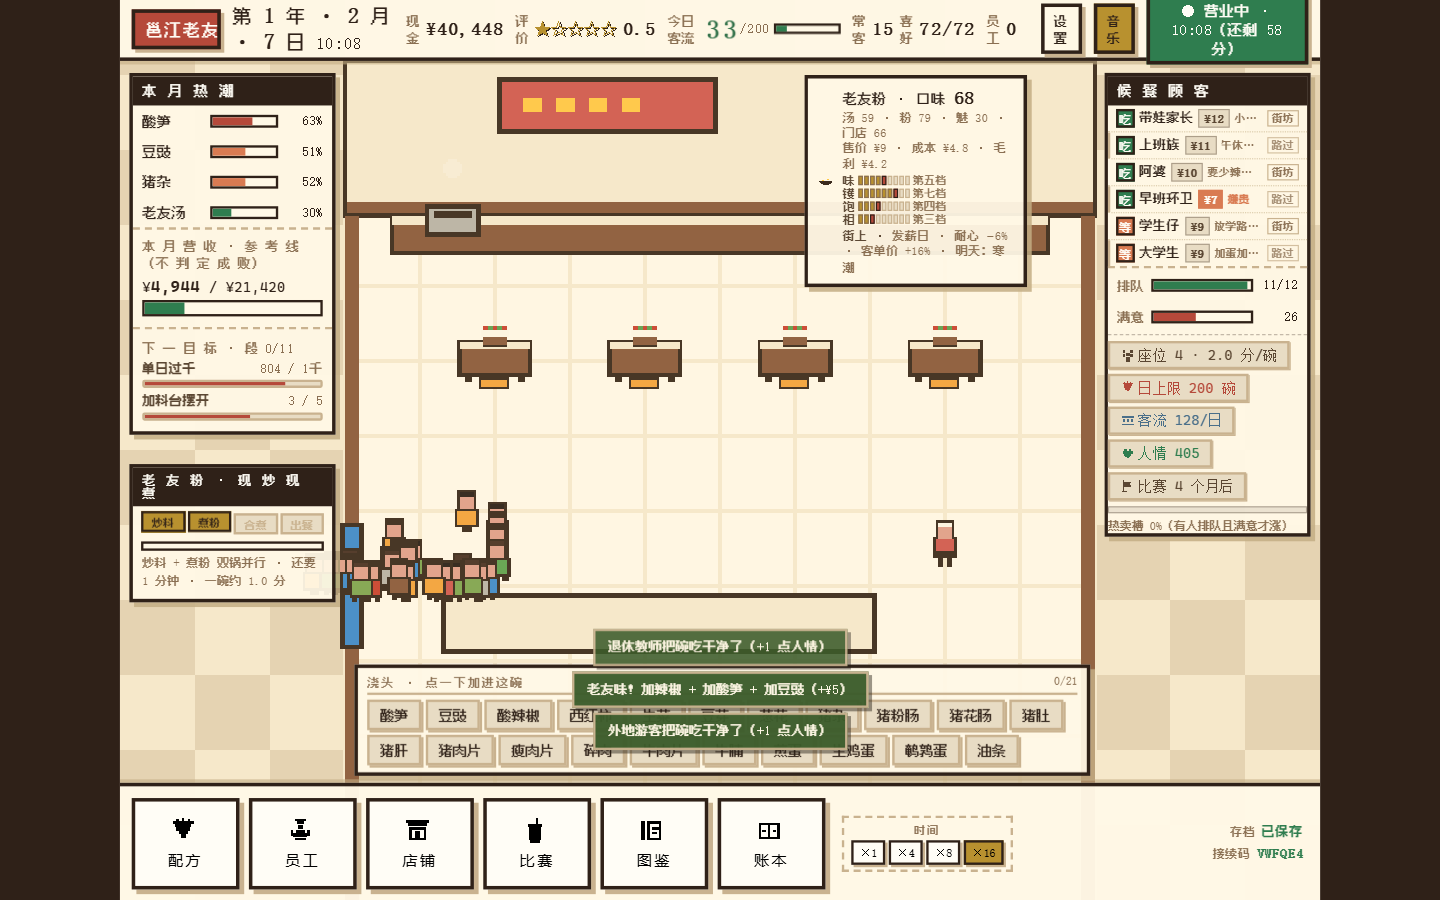 邕江老友
第 1 年 · 2 月
· 7 日 10:08
现金 ¥40,448
评价 0.5
今日客流 33/200
常客 15
喜好 72/72
员工 0
设置
音乐
营业中 ·
10:08 (还剩 58
分)
本月热潮
酸笋 63%
豆豉 51%
猪杂 52%
老友汤 30%
本月营收 · 参考线
(不判定成败)
¥4,944 / ¥21,420
下一目标 · 段 0/11
单日过千 804 / 1千
加料台摆开 3 / 5
老友粉 · 现炒现
煮
炒料 煮粉 合煮 出餐
炒料 + 煮粉 双锅并行 · 还要
1 分钟 · 一碗约 1.0 分
老友粉 · 口味 68
汤 59 · 粉 79 · 魅 30 ·
门店 66
售价 ¥9 · 成本 ¥4.8 · 毛
利 ¥4.2
味 第五档
镬 第七档
饱 第四档
相 第三档
街上 · 发薪日 · 耐心 -6%
· 客单价 +16% · 明天: 寒
潮
候餐顾客
吃 带娃家长 ¥12 小… 街坊
吃 上班族 ¥11 午休… 路过
吃 阿婆 ¥10 要少辣… 街坊
吃 早班环卫 ¥7 嫌贵
等 学生仔 ¥9 放学路… 街坊
等 大学生 ¥9 加蛋加… 路过
排队 11/12
满意 26
座位 4 · 2.0 分/碗
日上限 200 碗
客流 128/日
人情 405
比赛 4 个月后
热卖槽 0% (有人排队且满意才涨)
退休教师把碗吃干净了 (+1 点人情)
老友味! 加辣椒 + 加酸笋 + 加豆豉 (+¥5)
外地游客把碗吃干净了 (+1 点人情)
浇头 · 点一下加进这碗 0/21
酸笋 豆豉 酸辣椒 猪粉肠 猪花肠 猪肚
猪肝 猪肉片 瘦肉片 鹌鹑蛋 油条
配方
员工
店铺
比赛
图鉴
账本
时间
×1 ×4 ×8 ×16
存档 已保存
接续码 VWFQE4